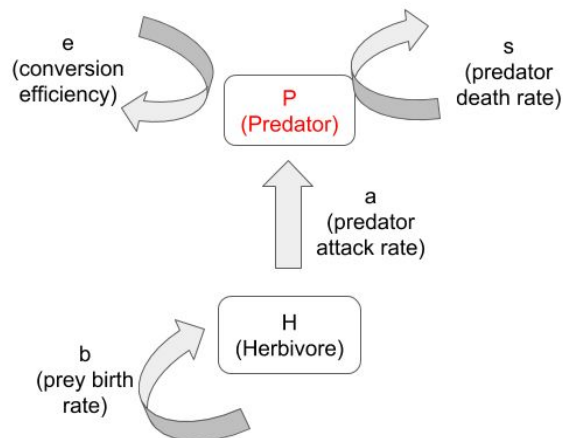 e
(conversion
efficiency)
P
(Predator)
s
(predator
death rate)
a
(predator
attack rate)
H
(Herbivore)
b
(prey birth
rate)